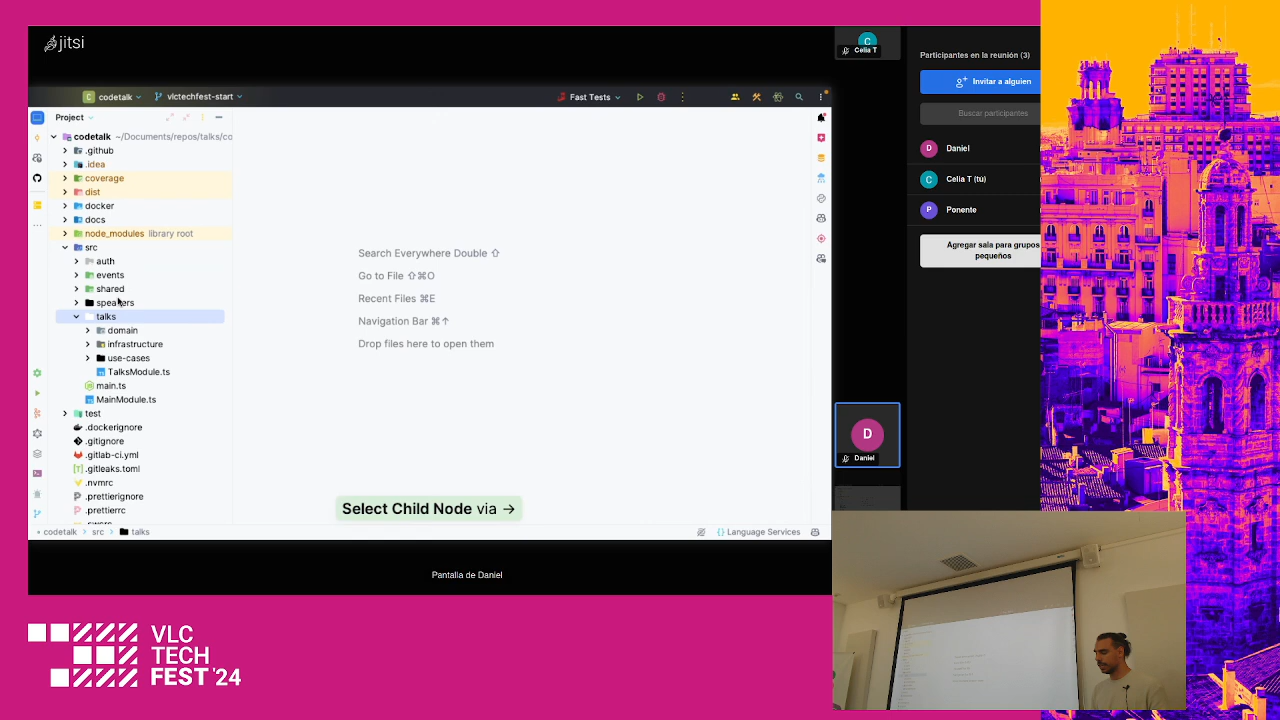 jitsi
codetalk
vlctechfest-start
Fast Tests
Project
codetalk ~/Documents/repos/talks/co
.github
.idea
coverage
dist
docker
docs
node_modules library root
src
auth
events
shared
speakers
talks
domain
infrastructure
use-cases
TalksModule.ts
main.ts
MainModule.ts
test
.dockerignore
.gitignore
.gitlab-ci.yml
.gitleaks.toml
.nvmrc
.prettierignore
.prettierrc
.swcrc
Search Everywhere Double ⇧
Go to File ⇧⌘O
Recent Files ⌘E
Navigation Bar ⌘↑
Drop files here to open them
Select Child Node via →
codetalk > src > talks
Language Services
Pantalla de Daniel
C
Celia T
D
Daniel
Participantes en la reunión (3)
Invitar a alguien
Buscar participantes
D Daniel
C Celia T (tú)
P Ponente
Agregar sala para grupos
pequeños
VLC
TECH
FEST '24